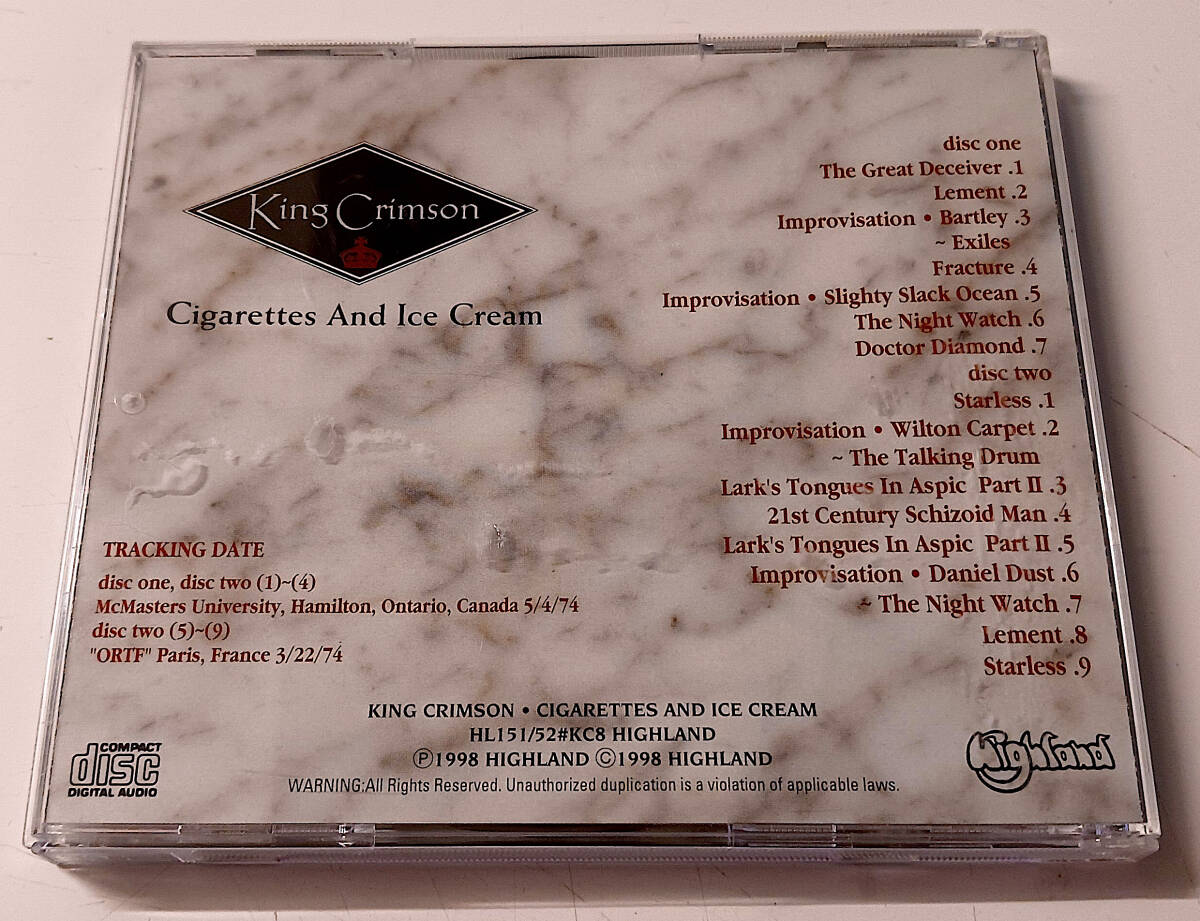 King Crimson
Cigarettes And Ice Cream
disc one
The Great Deceiver .1
Lement .2
Improvisation • Bartley .3
~ Exiles
Fracture .4
Improvisation • Slighty Slack Ocean .5
The Night Watch .6
Doctor Diamond .7
disc two
Starless .1
Improvisation • Wilton Carpet .2
~ The Talking Drum
Lark's Tongues In Aspic Part II .3
21st Century Schizoid Man .4
Lark's Tongues In Aspic Part II .5
Improvisation • Daniel Dust .6
~ The Night Watch .7
Lement .8
Starless .9
TRACKING DATE
disc one, disc two (1)~(4)
McMasters University, Hamilton, Ontario, Canada 5/4/74
disc two (5)~(9)
"ORTF" Paris, France 3/22/74
KING CRIMSON • CIGARETTES AND ICE CREAM
HL151/52#KC8 HIGHLAND
Ⓟ1998 HIGHLAND Ⓒ1998 HIGHLAND
WARNING:All Rights Reserved. Unauthorized duplication is a violation of applicable laws.
COMPACT
disc
DIGITAL AUDIO
Highland